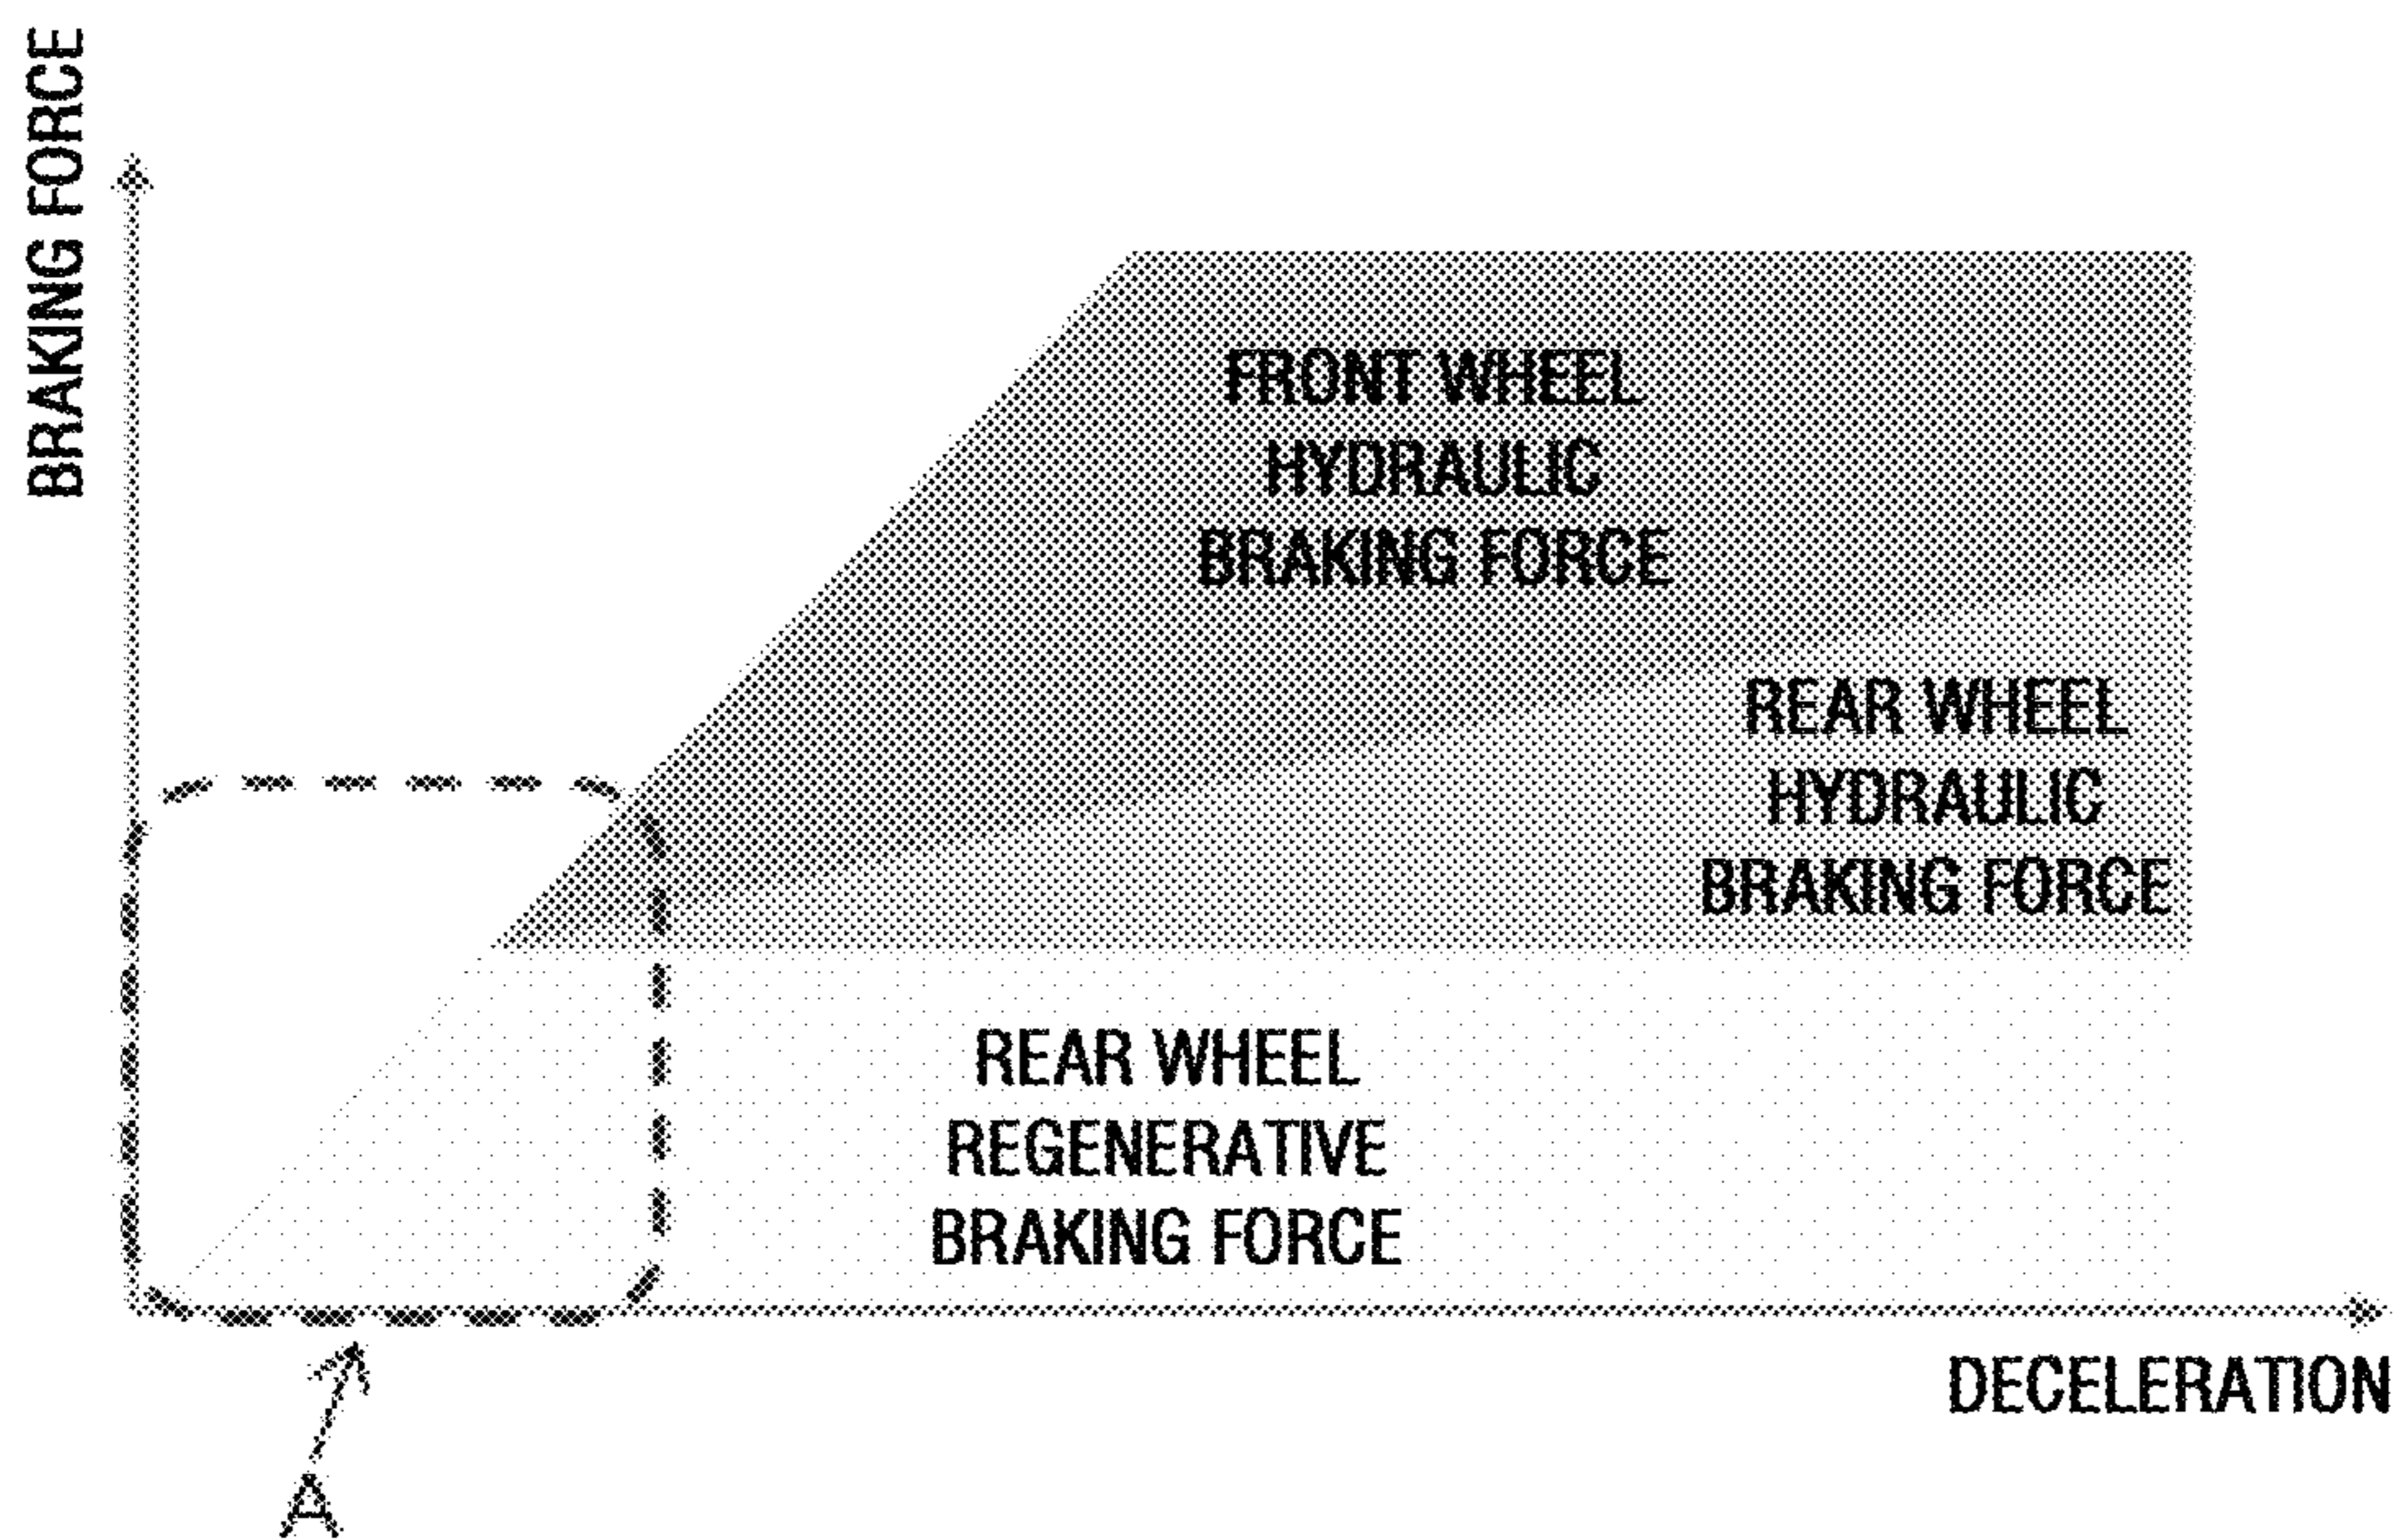 BRAKING FORCE
FRONT WHEEL
HYDRAULIC
BRAKING FORCE
REAR WHEEL
HYDRAULIC
BRAKING FORCE
REAR WHEEL
REGENERATIVE
BRAKING FORCE
DECELERATION
A